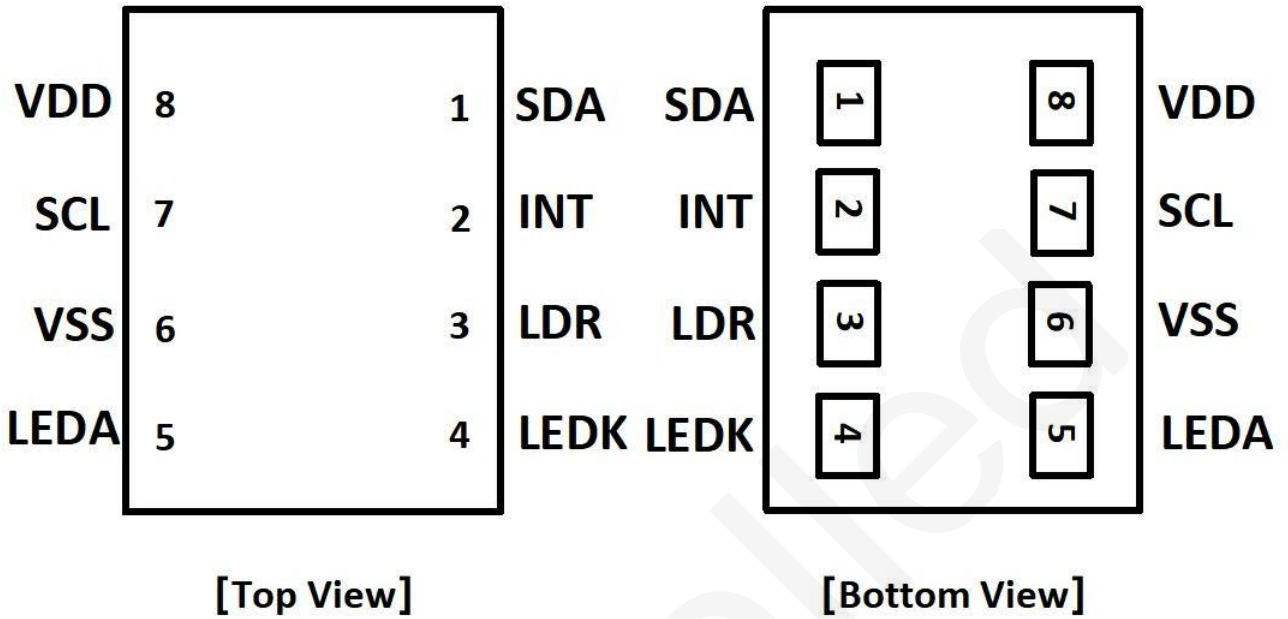 VDD 8 1 SDA SDA 1 8 VDD
SCL 7 2 INT INT 2 7 SCL
VSS 6 3 LDR LDR 3 6 VSS
LEDA 5 4 LEDK LEDK 4 5 LEDA
[Top View] [Bottom View]